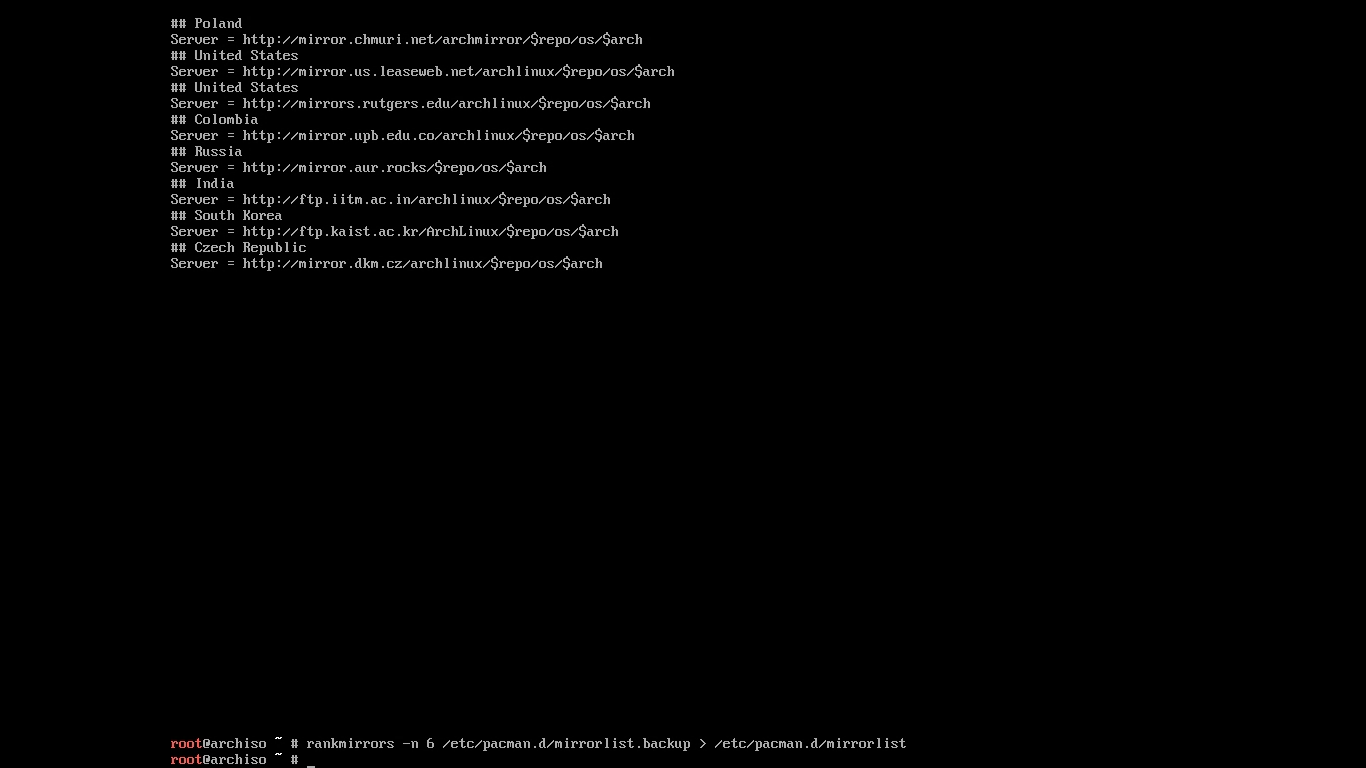 ## Poland
Server = http://mirror.chmuri.net/archmirror/$repo/os/$arch
## United States
Server = http://mirror.us.leaseweb.net/archlinux/$repo/os/$arch
## United States
Server = http://mirrors.rutgers.edu/archlinux/$repo/os/$arch
## Colombia
Server = http://mirror.upb.edu.co/archlinux/$repo/os/$arch
## Russia
Server = http://mirror.aur.rocks/$repo/os/$arch
## India
Server = http://ftp.iitm.ac.in/archlinux/$repo/os/$arch
## South Korea
Server = http://ftp.kaist.ac.kr/ArchLinux/$repo/os/$arch
## Czech Republic
Server = http://mirror.dkm.cz/archlinux/$repo/os/$arch
root@archiso ~ # rankmirrors -n 6 /etc/pacman.d/mirrorlist.backup > /etc/pacman.d/mirrorlist
root@archiso ~ # _